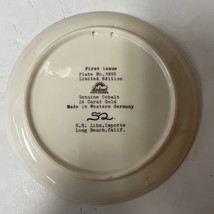 First issue
Plate No.
Limited Edition
Genuine Cobalt
24 Carat Gold
Made in Western Germany
Imports
Long Beach,Calif.